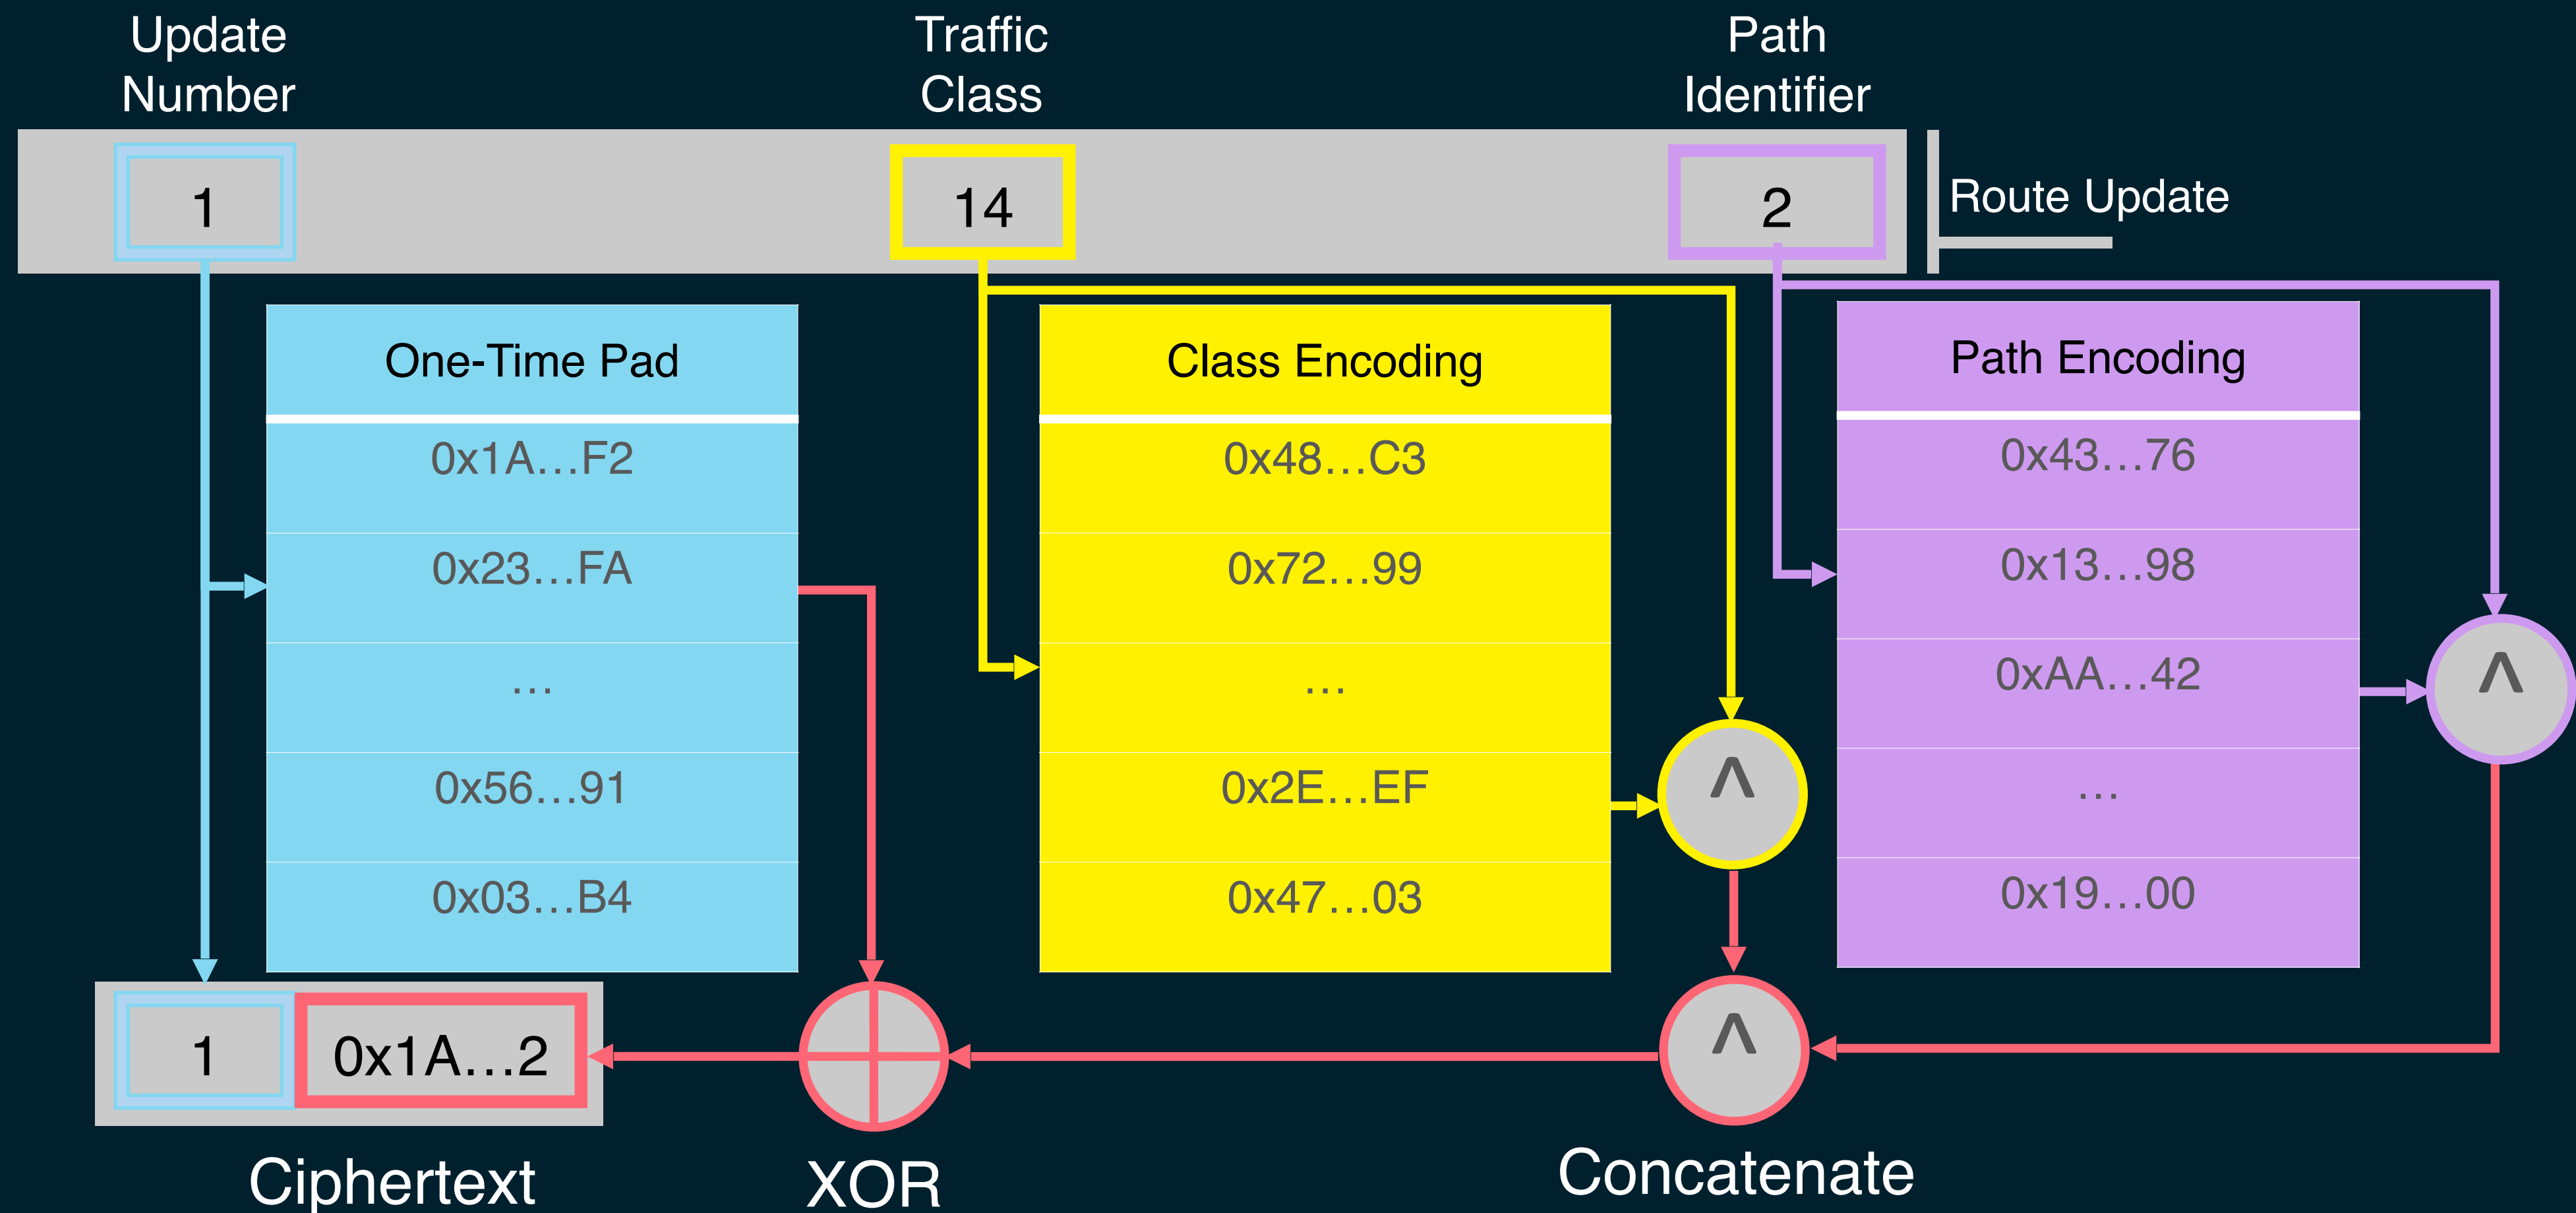 Update
Number
Traffic
Class
Path
Identifier
1
14
2
Route Update
One-Time Pad
0x1A…F2
0x23…FA
…
0x56…91
0x03…B4
Class Encoding
0x48…C3
0x72…99
…
0x2E…EF
0x47…03
Path Encoding
0x43…76
0x13…98
0xAA…42
…
0x19…00
^
^
^
1
0x1A…2
Ciphertext
XOR
Concatenate